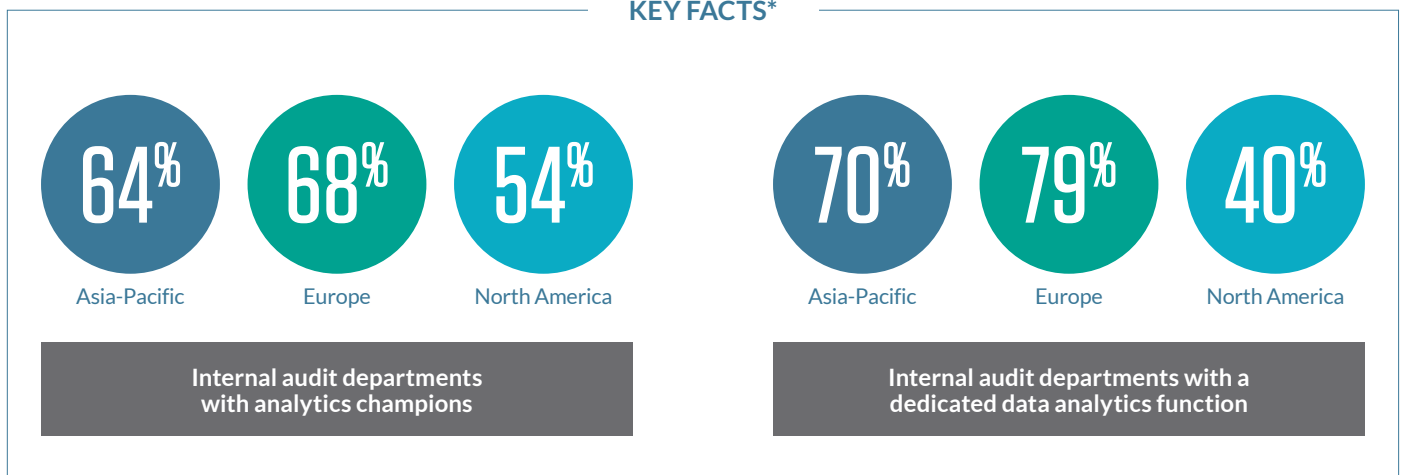 KEY FACTS*
64%
68%
54%
Asia-Pacific
Europe
North America
Internal audit departments
with analytics champions
70%
79%
40%
Asia-Pacific
Europe
North America
Internal audit departments with a
dedicated data analytics function